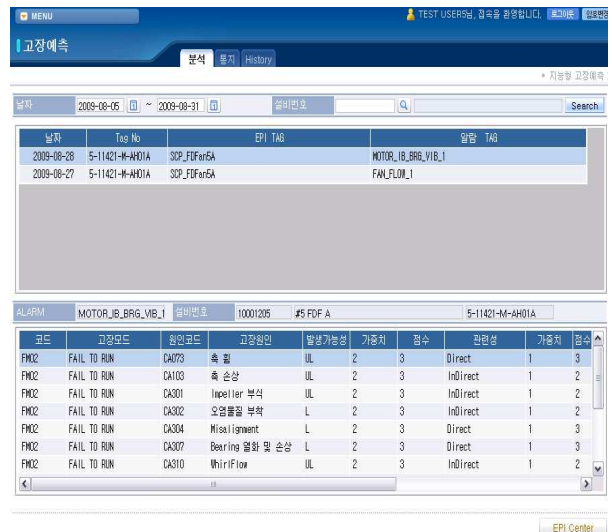 MENU
TEST USER5님, 접속을 환영합니다. 로그아웃 암호변경
고장예측
분석 통지 History
지능형 고장예측
날짜 2009-08-05 ~ 2009-08-31 설비번호 Search
날짜 Tag No EPI TAG 알람 TAG
2009-08-28 5-11421-M-AH01A SCP_FDFan5A MOTOR_IB_BRG_VIB_1
2009-08-27 5-11421-M-AH01A SCP_FDFan5A FAN_FLOW_1
ALARM MOTOR_IB_BRG_VIB_1 설비번호 10001205 #5 FDF A 5-11421-M-AH01A
코드 고장모드 원인코드 고장원인 발생가능성 가중치 점수 관련성 가중치 점수
FM02 FAIL TO RUN CA073 축 휨 UL 2 3 Direct 1 3
FM02 FAIL TO RUN CA103 축 손상 UL 2 3 InDirect 1 2
FM02 FAIL TO RUN CA301 Impeller 부식 UL 2 3 InDirect 1 2
FM02 FAIL TO RUN CA302 오염물질 부착 L 2 3 InDirect 1 2
FM02 FAIL TO RUN CA304 Misalignment L 2 3 Direct 1 3
FM02 FAIL TO RUN CA307 Bearing 열화 및 손상 L 2 3 Direct 1 3
FM02 FAIL TO RUN CA310 WhirlFlow UL 2 3 InDirect 1 2
EPI Center